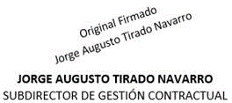 Original Firmado
Jorge Augusto Tirado Navarro
JORGE AUGUSTO TIRADO NAVARRO
SUBDIRECTOR DE GESTIÓN CONTRACTUAL